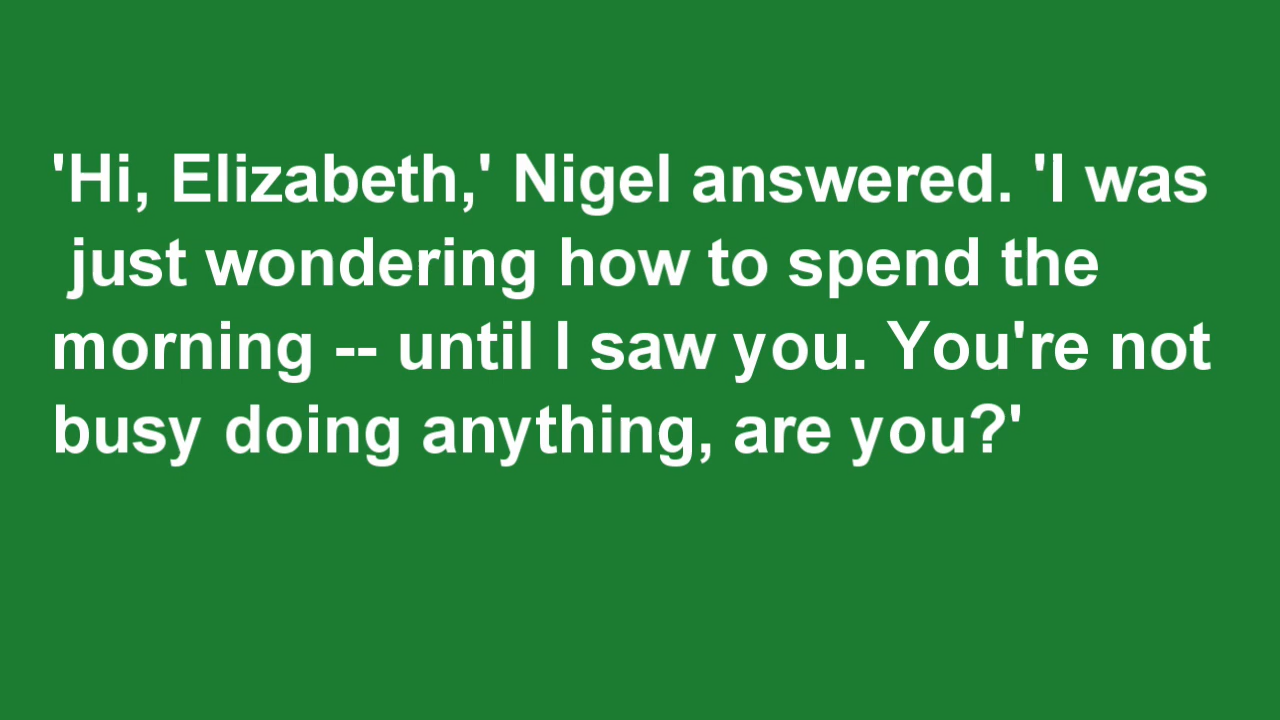 'Hi, Elizabeth,' Nigel answered. 'I was
just wondering how to spend the
morning -- until I saw you. You're not
busy doing anything, are you?'